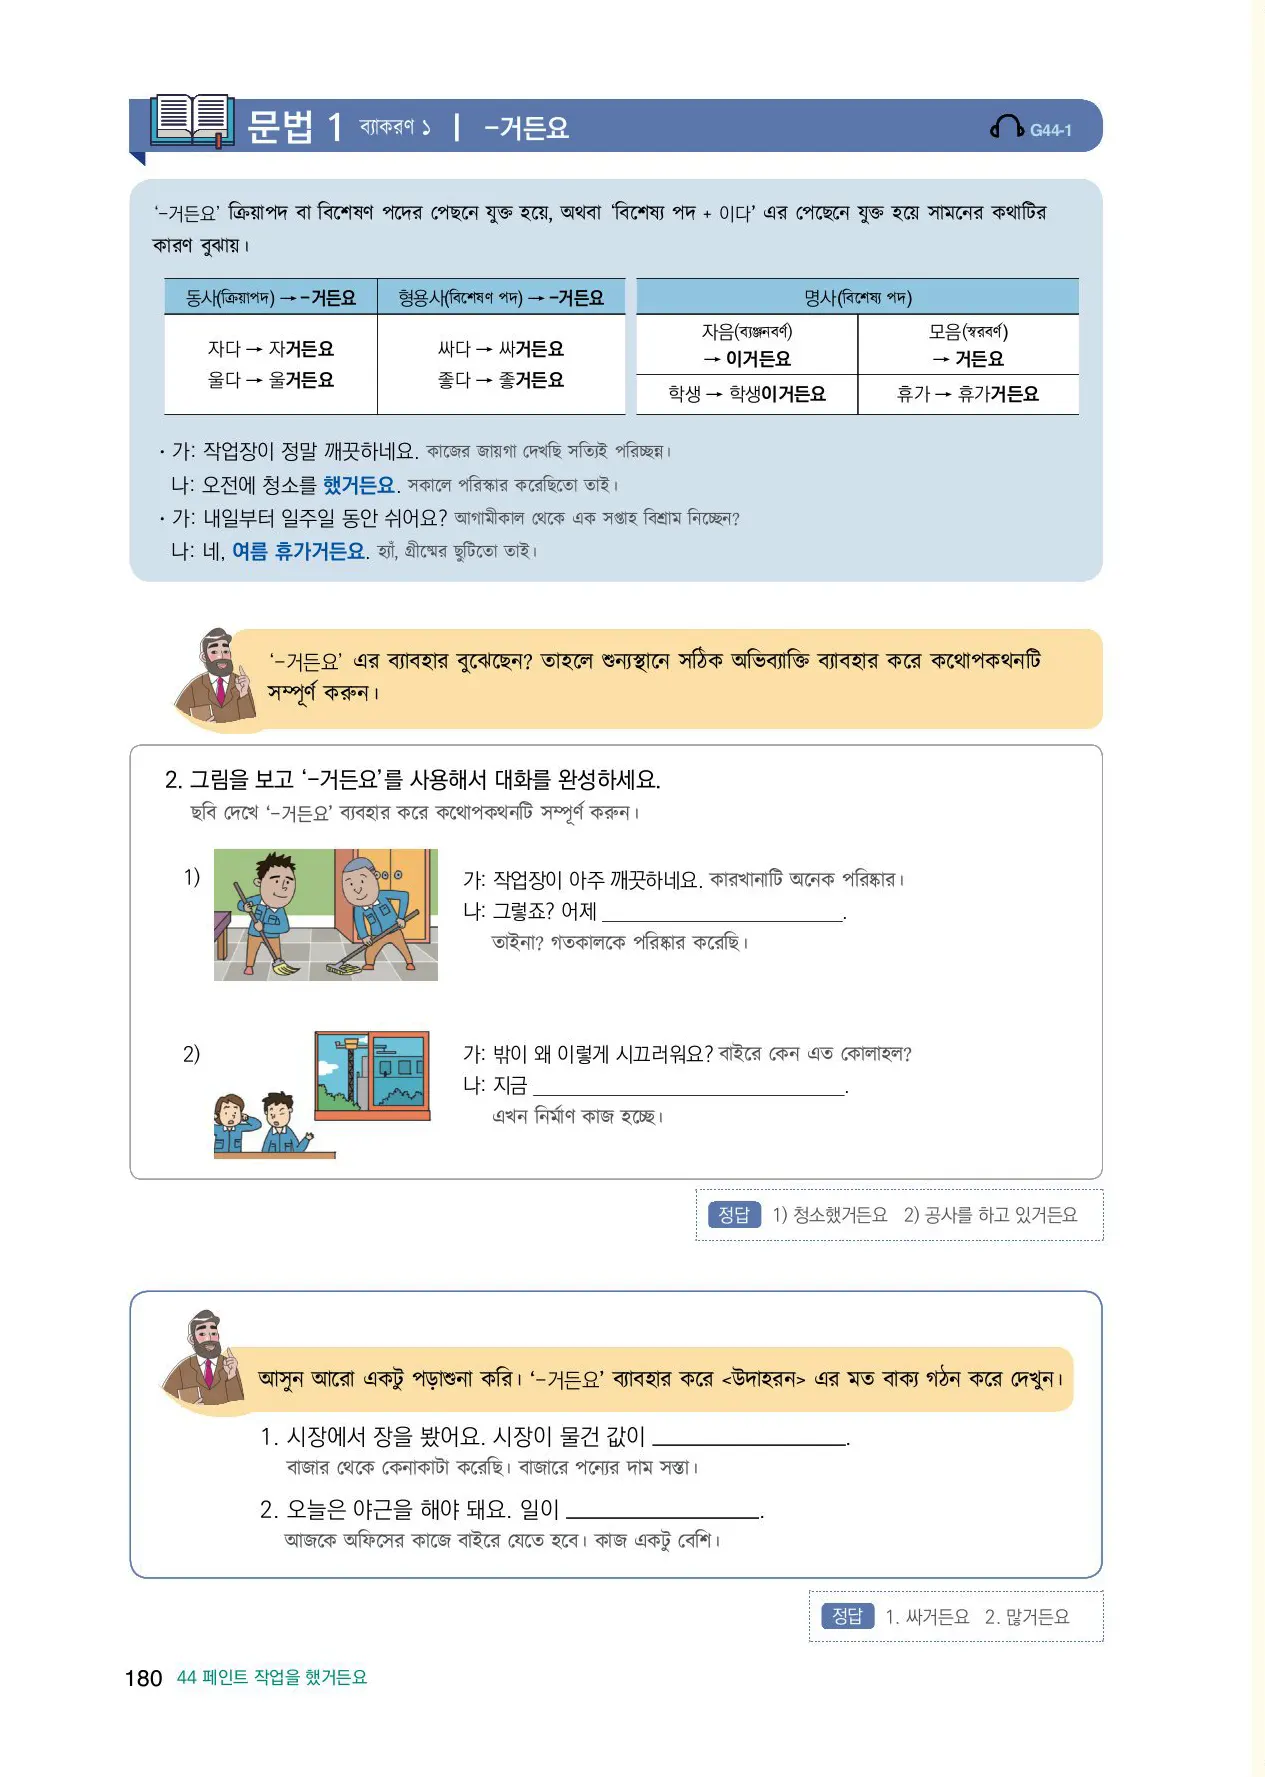 문법 1 ব্যাকরণ ১ | -거든요
G44-1
‘-거든요’ ক্রিয়াপদ বা বিশেষণ পদের পেছনে যুক্ত হয়ে, অথবা ‘বিশেষ্য পদ + 이다’ এর পেছেনে যুক্ত হয়ে সামনের কথাটির
কারণ বুঝায়।
동사(ক্রিয়াপদ) → -거든요 형용사(বিশেষণ পদ) → -거든요 명사(বিশেষ্য পদ)
자음(ব্যঞ্জনবর্ণ) 모음(স্বরবর্ণ)
→ 이거든요 → 거든요
자다 → 자거든요 싸다 → 싸거든요
울다 → 울거든요 좋다 → 좋거든요
학생 → 학생이거든요 휴가 → 휴가거든요
· 가: 작업장이 정말 깨끗하네요. কাজের জায়গা দেখছি সত্যিই পরিচ্ছন্ন।
나: 오전에 청소를 했거든요. সকালে পরিস্কার করেছিতো তাই।
· 가: 내일부터 일주일 동안 쉬어요? আগামীকাল থেকে এক সপ্তাহ বিশ্রাম নিচ্ছেন?
나: 네, 여름 휴가거든요. হ্যাঁ, গ্রীষ্মের ছুটিতো তাই।
‘-거든요’ এর ব্যাবহার বুঝেছেন? তাহলে শুন্যস্থানে সঠিক অভিব্যাক্তি ব্যাবহার করে কথোপকথনটি
সম্পূর্ণ করুন।
2. 그림을 보고 ‘-거든요’를 사용해서 대화를 완성하세요.
ছবি দেখে ‘-거든요’ ব্যবহার করে কথোপকথনটি সম্পূর্ণ করুন।
1)
가: 작업장이 아주 깨끗하네요. কারখানাটি অনেক পরিষ্কার।
나: 그렇죠? 어제 ______________________.
তাইনা? গতকালকে পরিষ্কার করেছি।
2)
가: 밖이 왜 이렇게 시끄러워요? বাইরে কেন এত কোলাহল?
나: 지금 ____________________________.
এখন নির্মাণ কাজ হচ্ছে।
정답 1) 청소했거든요 2) 공사를 하고 있거든요
আসুন আরো একটু পড়াশুনা করি। ‘-거든요’ ব্যাবহার করে <উদাহরন> এর মত বাক্য গঠন করে দেখুন।
1. 시장에서 장을 봤어요. 시장이 물건 값이 __________________.
বাজার থেকে কেনাকাটা করেছি। বাজারে পন্যের দাম সস্তা।
2. 오늘은 야근을 해야 돼요. 일이 __________________.
আজকে অফিসের কাজে বাইরে যেতে হবে। কাজ একটু বেশি।
정답 1. 싸거든요 2. 많거든요
180 44 페인트 작업을 했거든요